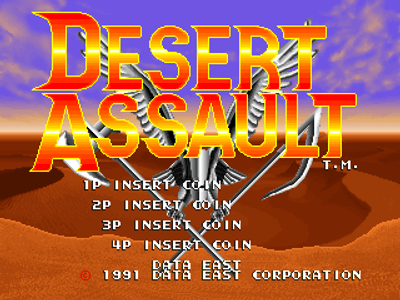 DESERT
ASSAULT
T.M.
1P INSERT COIN
2P INSERT COIN
3P INSERT COIN
4P INSERT COIN
DATA EAST
© 1991 DATA EAST CORPORATION